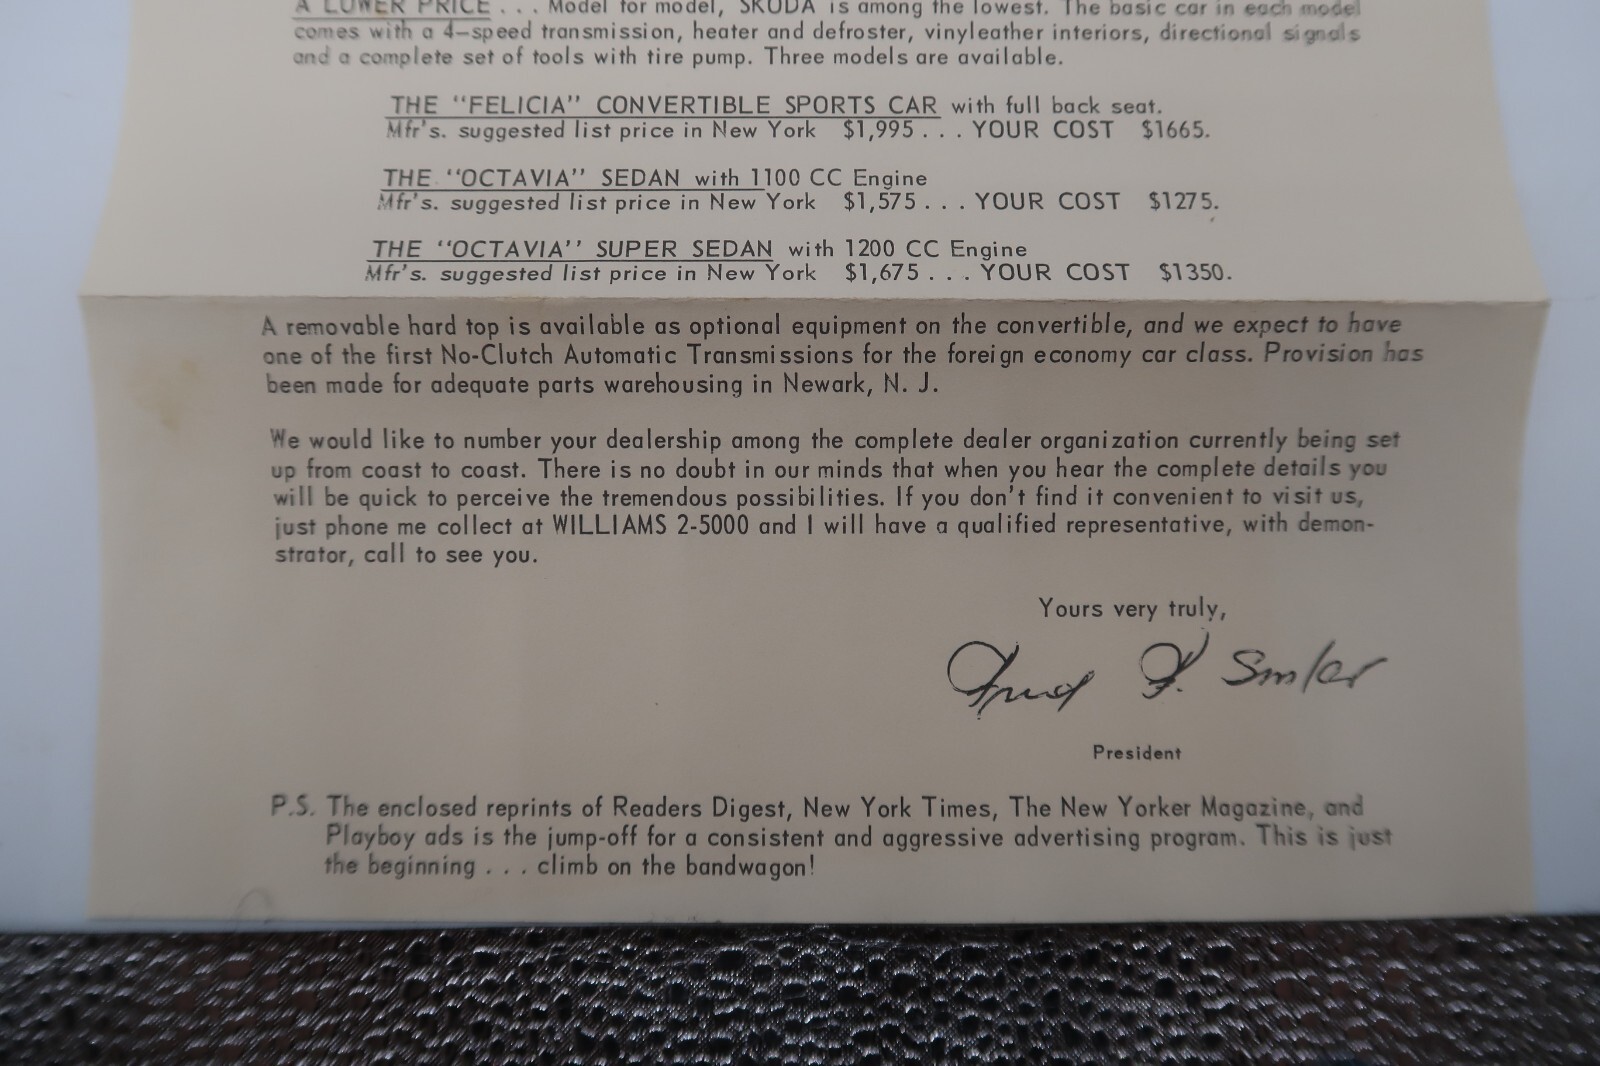 A LOWER PRICE . . . Model for model, SKODA is among the lowest. The basic car in each model
comes with a 4-speed transmission, heater and defroster, vinyleather interiors, directional signals
and a complete set of tools with tire pump. Three models are available.
THE "FELICIA" CONVERTIBLE SPORTS CAR with full back seat.
Mfr's. suggested list price in New York $1,995 . . . YOUR COST $1665.
THE "OCTAVIA" SEDAN with 1100 CC Engine
Mfr's. suggested list price in New York $1,575 . . . YOUR COST $1275.
THE "OCTAVIA" SUPER SEDAN with 1200 CC Engine
Mfr's. suggested list price in New York $1,675 . . . YOUR COST $1350.
A removable hard top is available as optional equipment on the convertible, and we expect to have
one of the first No-Clutch Automatic Transmissions for the foreign economy car class. Provision has
been made for adequate parts warehousing in Newark, N. J.
We would like to number your dealership among the complete dealer organization currently being set
up from coast to coast. There is no doubt in our minds that when you hear the complete details you
will be quick to perceive the tremendous possibilities. If you don't find it convenient to visit us,
just phone me collect at WILLIAMS 2-5000 and I will have a qualified representative, with demon-
strator, call to see you.
Yours very truly,
F.
President
P.S. The enclosed reprints of Readers Digest, New York Times, The New Yorker Magazine, and
Playboy ads is the jump-off for a consistent and aggressive advertising program. This is just
the beginning . . . climb on the bandwagon!